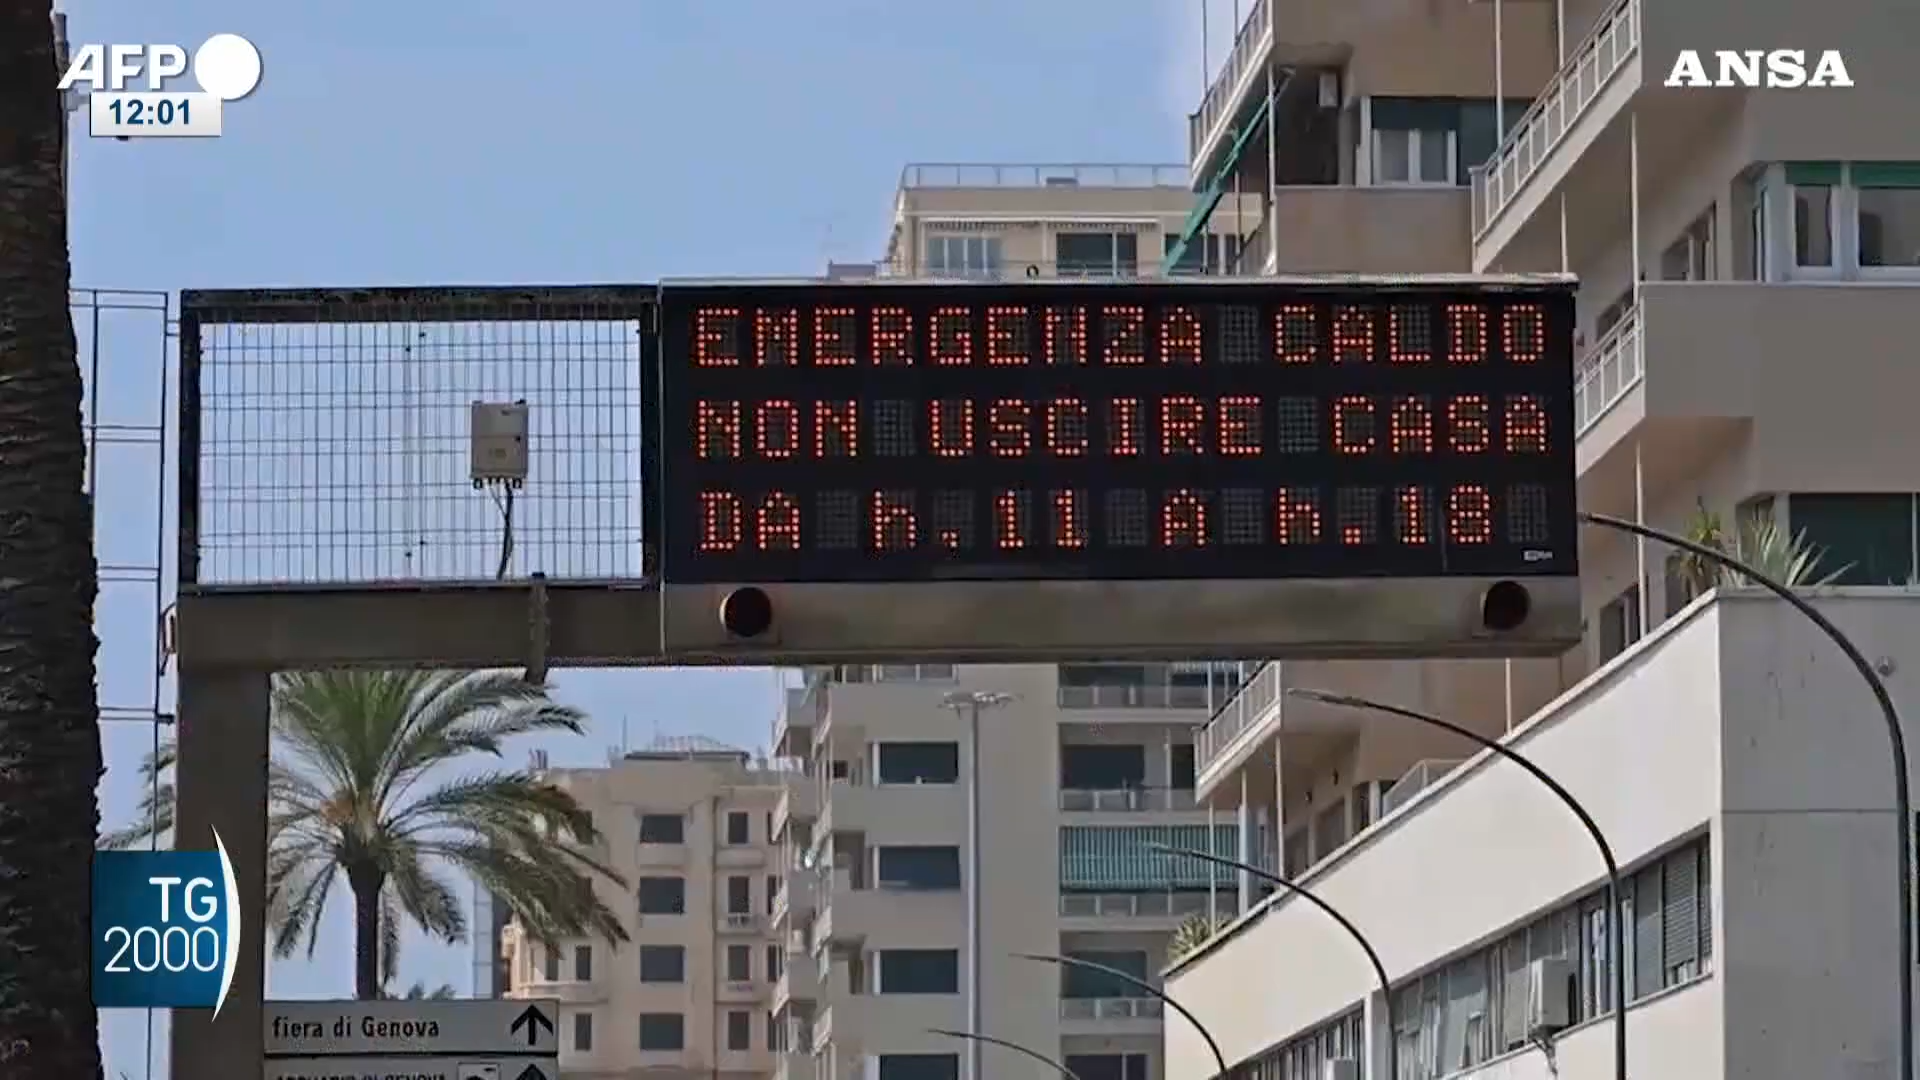 AFP
12:01
ANSA
EMERGENZA CALDO
NON USCIRE CASA
DA h.11 A h.18
TG
2000
fiera di Genova